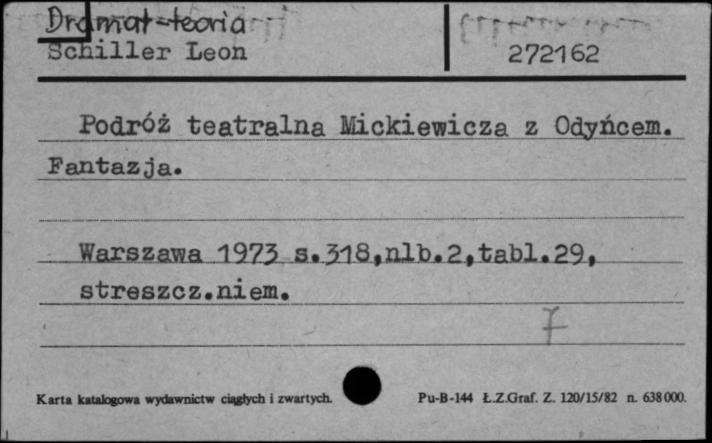 Dramat-teoria
Schiller Leon
272162
Podróż teatralna Mickiewicza z Odyńcem.
Fantazja.
Warszawa 1973 s.318,nlb.2,tabl.29,
streszcz.niem.
7
Karta katalogowa wydawnictw ciągłych i zwartych.
Pu-B-144 Ł.Z.Graf. Z. 120/15/82 n. 638000.